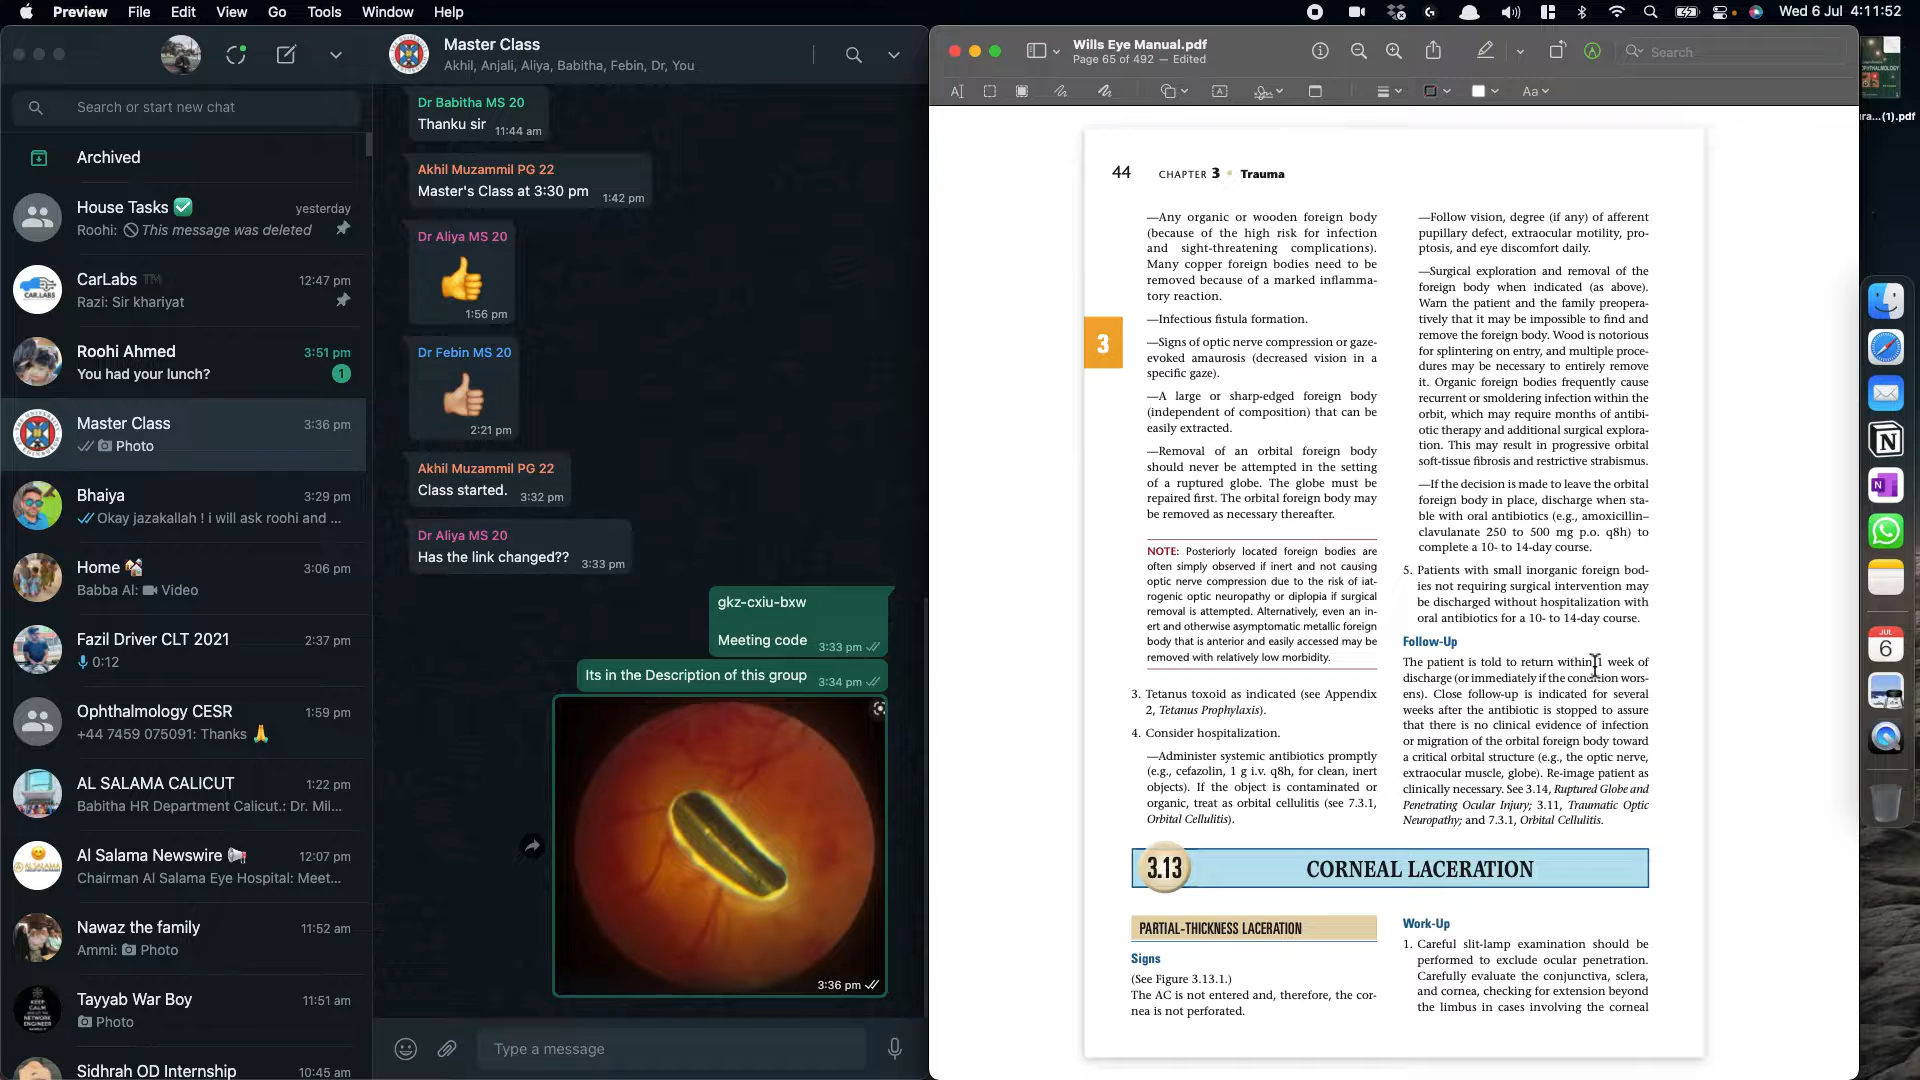 Preview File Edit View Go Tools Window Help
Wed 6 Jul 4:11:52
Search or start new chat
Archived
House Tasks ✅ yesterday
Roohi: This message was deleted
CarLabs ™ 12:47 pm
Razi: Sir khariyat
Roohi Ahmed 3:51 pm
You had your lunch? 1
Master Class 3:36 pm
Photo
Bhaiya 3:29 pm
Okay jazakallah ! i will ask roohi and ...
Home 3:06 pm
Babba Al: Video
Fazil Driver CLT 2021 2:37 pm
0:12
Ophthalmology CESR 1:59 pm
+44 7459 075091: Thanks 🙏
AL SALAMA CALICUT 1:22 pm
Babitha HR Department Calicut.: Dr. Mil...
Al Salama Newswire 12:07 pm
Chairman Al Salama Eye Hospital: Meet...
Nawaz the family 11:52 am
Ammi: Photo
Tayyab War Boy 11:51 am
Photo
Sidhrah OD Internship 10:45 am
Master Class
Akhil, Anjali, Aliya, Babitha, Febin, Dr, You
Dr Babitha MS 20
Thanku sir 11:44 am
Akhil Muzammil PG 22
Master's Class at 3:30 pm 1:42 pm
Dr Aliya MS 20
👍
1:56 pm
Dr Febin MS 20
👍🏼
2:21 pm
Akhil Muzammil PG 22
Class started. 3:32 pm
Dr Aliya MS 20
Has the link changed?? 3:33 pm
gkz-cxiu-bxw
Meeting code 3:33 pm
Its in the Description of this group 3:34 pm
3:36 pm
Type a message
Wills Eye Manual.pdf
Page 65 of 492 — Edited
Search
44 CHAPTER 3 • Trauma
3
—Any organic or wooden foreign body
(because of the high risk for infection
and sight-threatening complications).
Many copper foreign bodies need to be
removed because of a marked inflamma-
tory reaction.
—Infectious fistula formation.
—Signs of optic nerve compression or gaze-
evoked amaurosis (decreased vision in a
specific gaze).
—A large or sharp-edged foreign body
(independent of composition) that can be
easily extracted.
—Removal of an orbital foreign body
should never be attempted in the setting
of a ruptured globe. The globe must be
repaired first. The orbital foreign body may
be removed as necessary thereafter.
NOTE: Posteriorly located foreign bodies are
often simply observed if inert and not causing
optic nerve compression due to the risk of iat-
rogenic optic neuropathy or diplopia if surgical
removal is attempted. Alternatively, even an in-
ert and otherwise asymptomatic metallic foreign
body that is anterior and easily accessed may be
removed with relatively low morbidity.
3. Tetanus toxoid as indicated (see Appendix
2, Tetanus Prophylaxis).
4. Consider hospitalization.
—Administer systemic antibiotics promptly
(e.g., cefazolin, 1 g i.v. q8h, for clean, inert
objects). If the object is contaminated or
organic, treat as orbital cellulitis (see 7.3.1,
Orbital Cellulitis).
—Follow vision, degree (if any) of afferent
pupillary defect, extraocular motility, pro-
ptosis, and eye discomfort daily.
—Surgical exploration and removal of the
foreign body when indicated (as above).
Warn the patient and the family preopera-
tively that it may be impossible to find and
remove the foreign body. Wood is notorious
for splintering on entry, and multiple proce-
dures may be necessary to entirely remove
it. Organic foreign bodies frequently cause
recurrent or smoldering infection within the
orbit, which may require months of antibi-
otic therapy and additional surgical explora-
tion. This may result in progressive orbital
soft-tissue fibrosis and restrictive strabismus.
—If the decision is made to leave the orbital
foreign body in place, discharge when sta-
ble with oral antibiotics (e.g., amoxicillin–
clavulanate 250 to 500 mg p.o. q8h) to
complete a 10- to 14-day course.
5. Patients with small inorganic foreign bod-
ies not requiring surgical intervention may
be discharged without hospitalization with
oral antibiotics for a 10- to 14-day course.
Follow-Up
The patient is told to return within 1 week of
discharge (or immediately if the condition wors-
ens). Close follow-up is indicated for several
weeks after the antibiotic is stopped to assure
that there is no clinical evidence of infection
or migration of the orbital foreign body toward
a critical orbital structure (e.g., the optic nerve,
extraocular muscle, globe). Re-image patient as
clinically necessary. See 3.14, Ruptured Globe and
Penetrating Ocular Injury; 3.11, Traumatic Optic
Neuropathy; and 7.3.1, Orbital Cellulitis.
3.13 CORNEAL LACERATION
PARTIAL-THICKNESS LACERATION
Signs
(See Figure 3.13.1.)
The AC is not entered and, therefore, the cor-
nea is not perforated.
Work-Up
1. Careful slit-lamp examination should be
performed to exclude ocular penetration.
Carefully evaluate the conjunctiva, sclera,
and cornea, checking for extension beyond
the limbus in cases involving the corneal
ra...(1).pdf
JUL
6